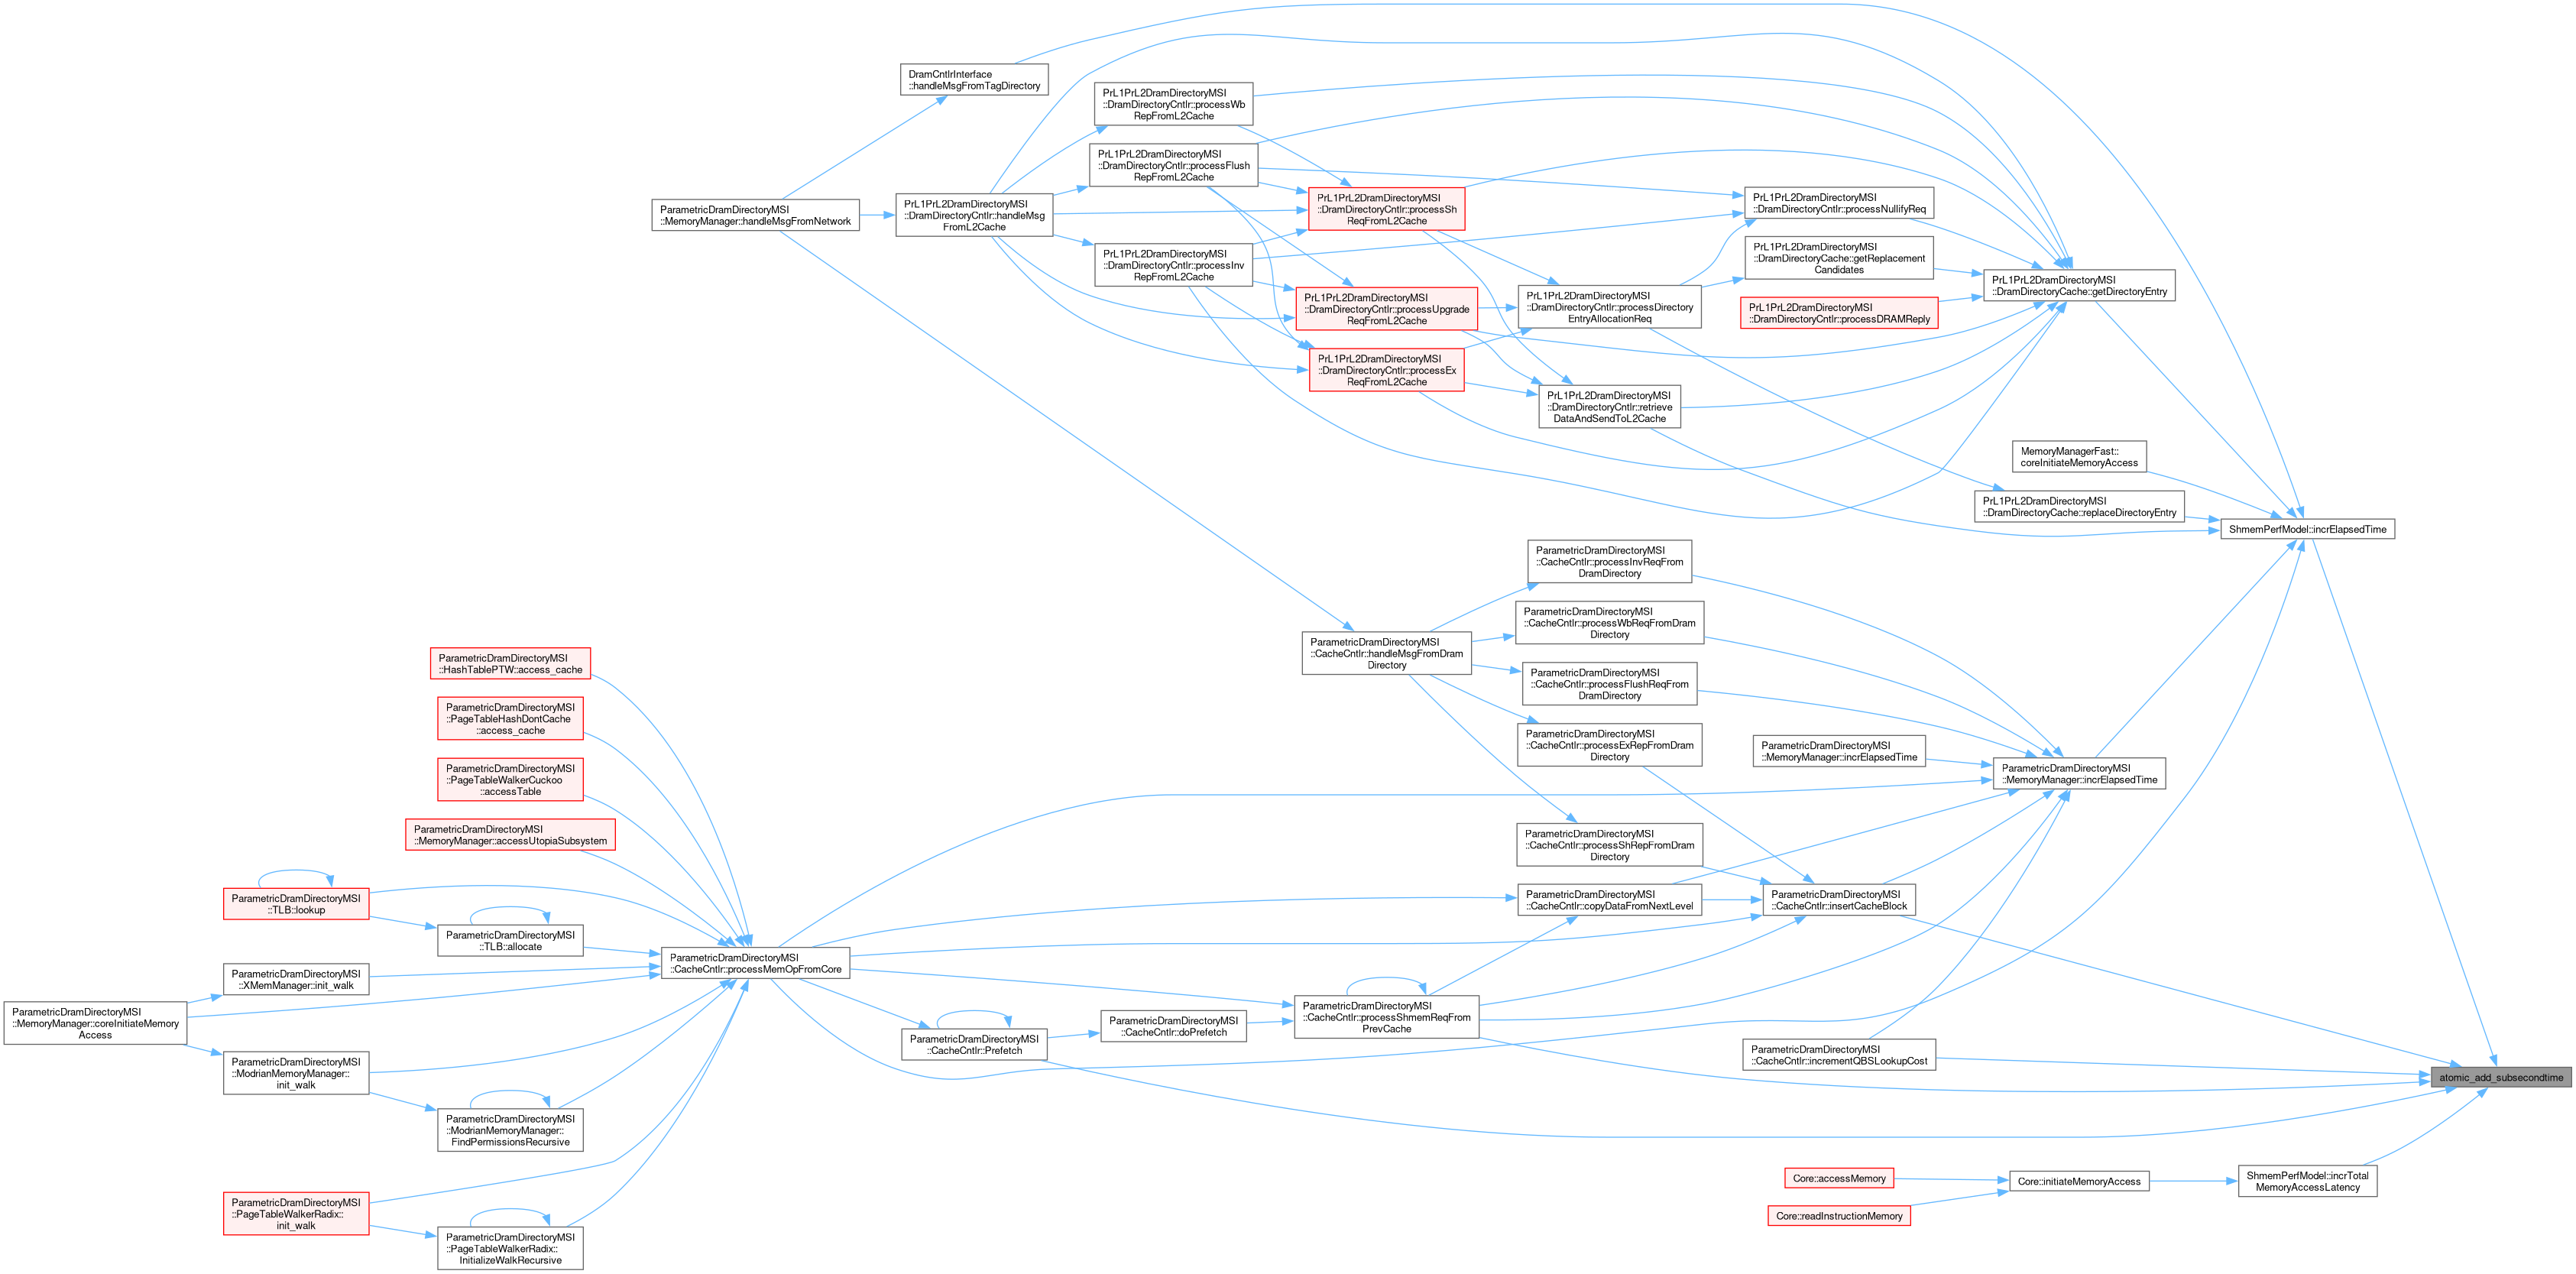 DramCntlrInterface
::handleMsgFromTagDirectory
PrL1PrL2DramDirectoryMSI
::DramDirectoryCntlr::processWb
RepFromL2Cache
PrL1PrL2DramDirectoryMSI
::DramDirectoryCntlr::processFlush
RepFromL2Cache
ParametricDramDirectoryMSI
::MemoryManager::handleMsgFromNetwork
PrL1PrL2DramDirectoryMSI
::DramDirectoryCntlr::handleMsg
FromL2Cache
PrL1PrL2DramDirectoryMSI
::DramDirectoryCntlr::processSh
ReqFromL2Cache
PrL1PrL2DramDirectoryMSI
::DramDirectoryCntlr::processNullifyReq
PrL1PrL2DramDirectoryMSI
::DramDirectoryCntlr::processInv
RepFromL2Cache
PrL1PrL2DramDirectoryMSI
::DramDirectoryCache::getReplacement
Candidates
PrL1PrL2DramDirectoryMSI
::DramDirectoryCache::getDirectoryEntry
PrL1PrL2DramDirectoryMSI
::DramDirectoryCntlr::processUpgrade
ReqFromL2Cache
PrL1PrL2DramDirectoryMSI
::DramDirectoryCntlr::processDirectory
EntryAllocationReq
PrL1PrL2DramDirectoryMSI
::DramDirectoryCntlr::processDRAMReply
PrL1PrL2DramDirectoryMSI
::DramDirectoryCntlr::processEx
ReqFromL2Cache
PrL1PrL2DramDirectoryMSI
::DramDirectoryCntlr::retrieve
DataAndSendToL2Cache
MemoryManagerFast::
coreInitiateMemoryAccess
PrL1PrL2DramDirectoryMSI
::DramDirectoryCache::replaceDirectoryEntry
ShmemPerfModel::incrElapsedTime
ParametricDramDirectoryMSI
::CacheCntlr::processInvReqFrom
DramDirectory
ParametricDramDirectoryMSI
::CacheCntlr::processWbReqFromDram
Directory
ParametricDramDirectoryMSI
::CacheCntlr::handleMsgFromDram
Directory
ParametricDramDirectoryMSI
::CacheCntlr::processFlushReqFrom
DramDirectory
ParametricDramDirectoryMSI
::CacheCntlr::processExRepFromDram
Directory
ParametricDramDirectoryMSI
::MemoryManager::incrElapsedTime
ParametricDramDirectoryMSI
::MemoryManager::incrElapsedTime
ParametricDramDirectoryMSI
::CacheCntlr::processShRepFromDram
Directory
ParametricDramDirectoryMSI
::CacheCntlr::copyDataFromNextLevel
ParametricDramDirectoryMSI
::CacheCntlr::insertCacheBlock
ParametricDramDirectoryMSI
::HashTablePTW::access_cache
ParametricDramDirectoryMSI
::PageTableHashDontCache
::access_cache
ParametricDramDirectoryMSI
::PageTableWalkerCuckoo
::accessTable
ParametricDramDirectoryMSI
::MemoryManager::accessUtopiaSubsystem
ParametricDramDirectoryMSI
::TLB::lookup
ParametricDramDirectoryMSI
::TLB::allocate
ParametricDramDirectoryMSI
::CacheCntlr::processMemOpFromCore
ParametricDramDirectoryMSI
::XMemManager::init_walk
ParametricDramDirectoryMSI
::MemoryManager::coreInitiateMemory
Access
ParametricDramDirectoryMSI
::ModrianMemoryManager::
init_walk
ParametricDramDirectoryMSI
::ModrianMemoryManager::
FindPermissionsRecursive
ParametricDramDirectoryMSI
::PageTableWalkerRadix::
init_walk
ParametricDramDirectoryMSI
::PageTableWalkerRadix::
InitializeWalkRecursive
ParametricDramDirectoryMSI
::CacheCntlr::Prefetch
ParametricDramDirectoryMSI
::CacheCntlr::doPrefetch
ParametricDramDirectoryMSI
::CacheCntlr::processShmemReqFrom
PrevCache
ParametricDramDirectoryMSI
::CacheCntlr::incrementQBSLookupCost
atomic_add_subsecondtime
Core::accessMemory
Core::readInstructionMemory
Core::initiateMemoryAccess
ShmemPerfModel::incrTotal
MemoryAccessLatency